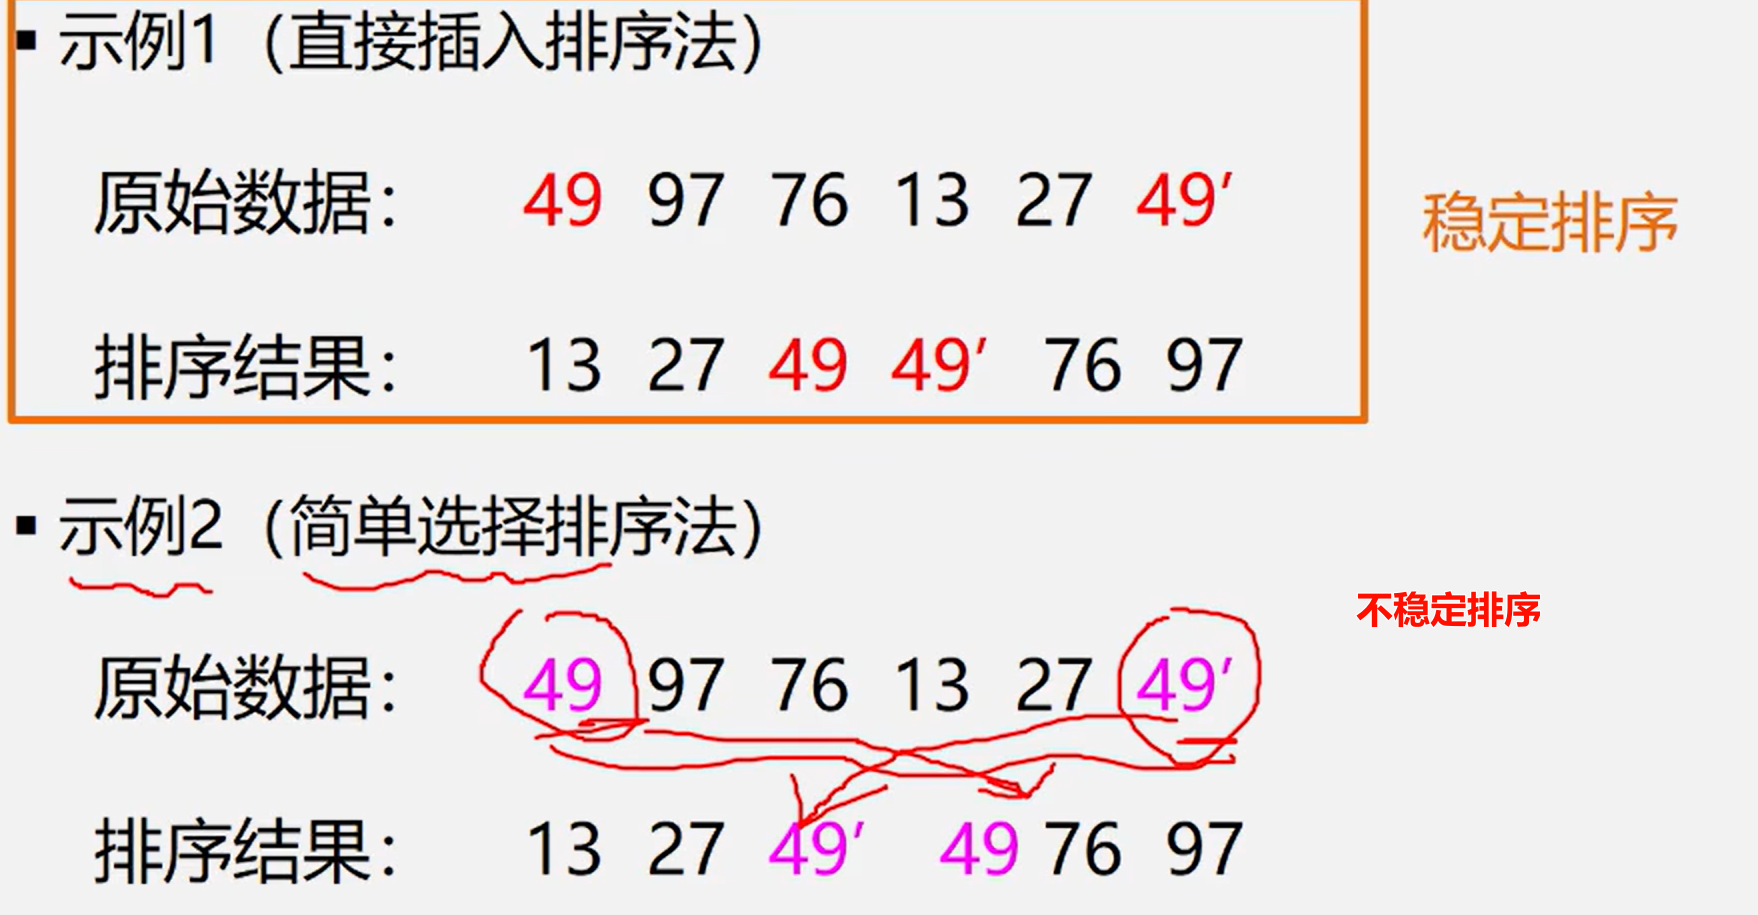 ▪ 示例1（直接插入排序法）
原始数据： 49 97 76 13 27 49′
稳定排序
排序结果： 13 27 49 49′ 76 97
▪ 示例2（简单选择排序法）
不稳定排序
原始数据： 49 97 76 13 27 49′
排序结果： 13 27 49′ 49 76 97